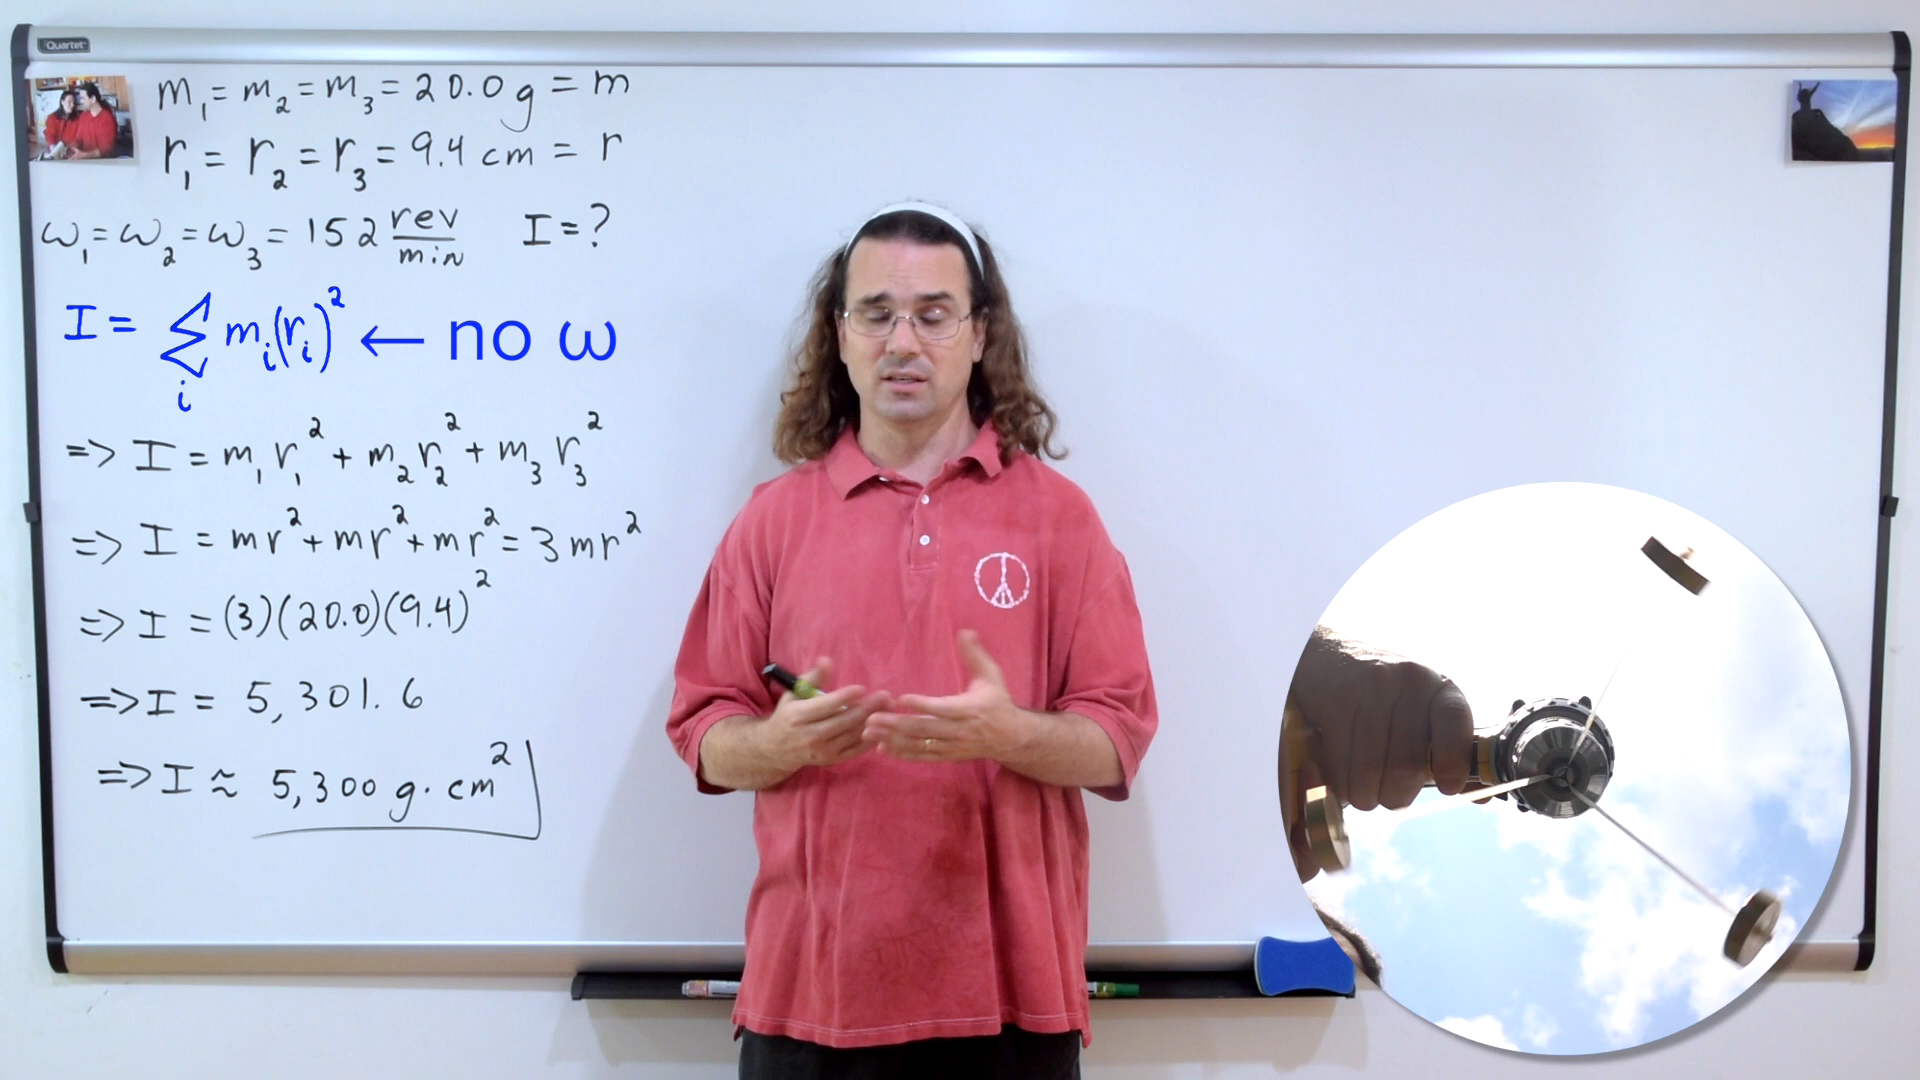 Quartet
m₁ = m₂ = m₃ = 20.0 g = m
r₁ = r₂ = r₃ = 9.4 cm = r
ω₁ = ω₂ = ω₃ = 152 rev/min I = ?
I = Σᵢ mᵢ(rᵢ)² ← no ω
=> I = m₁r₁² + m₂r₂² + m₃r₃²
=> I = mr² + mr² + mr² = 3mr²
=> I = (3)(20.0)(9.4)²
=> I = 5,301.6
=> I ≈ 5,300 g·cm²